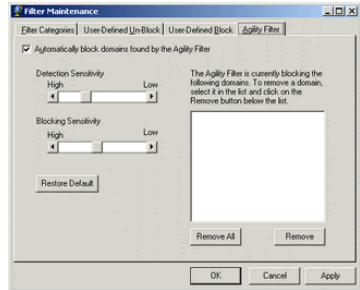 Filter Maintenance
Filter Categories User-Defined Un-Block User-Defined Block Agility Filter
Automatically block domains found by the Agility Filter
Detection Sensitivity
High Low
Blocking Sensitivity
High Low
Restore Default
The Agility Filter is currently blocking the
following domains. To remove a domain,
select it in the list and click on the
Remove button below the list.
Remove All Remove
OK Cancel Apply